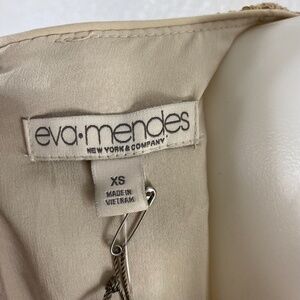 eva•mendes
NEW YORK & COMPANY
XS
MADE IN
VIETNAM